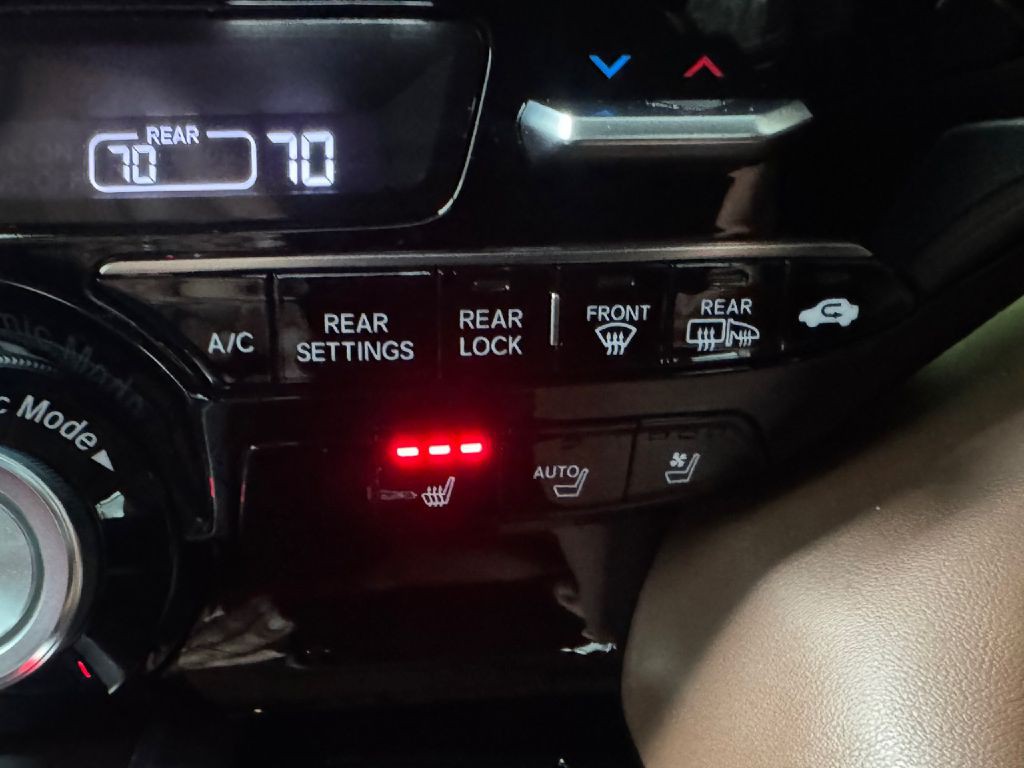 REAR
70 70
A/C
REAR
SETTINGS
REAR
LOCK
FRONT
REAR
Mode
AUTO